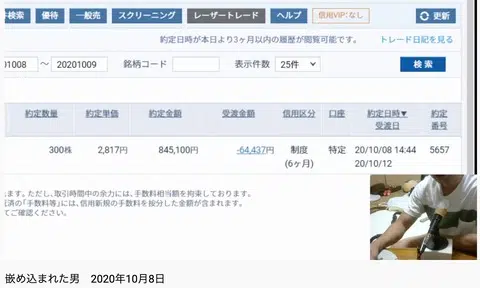 検索 優待 一般売 スクリーニング レーザートレード ヘルプ 信用VIP：なし 更新
約定日時が本日より3ヶ月以内の履歴が閲覧可能です。 トレード日記を見る
01008 ～ 20201009 銘柄コード 表示件数 25件 検索
約定数量 約定単価 約定金額 受渡金額 信用区分 口座 約定日時▼ 約定
受渡日 番号
300株 2,817円 845,100円 -64,437円 制度 特定 20/10/08 14:44 5657
(6ヶ月) 20/10/12
ます。ただし、取引時間中の余力には、手数料相当額を拘束しております。
済の「手数料等」には、信用新規の手数料を按分した金額が含まれます。
てご確認ください。
嵌め込まれた男 2020年10月8日